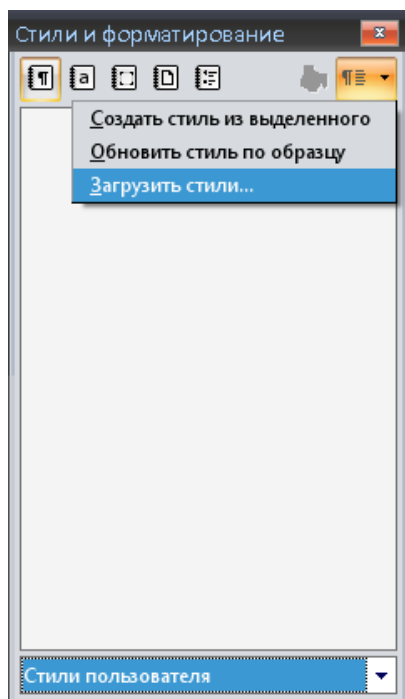 Стили и форматирование
Создать стиль из выделенного
Обновить стиль по образцу
Загрузить стили...
Стили пользователя